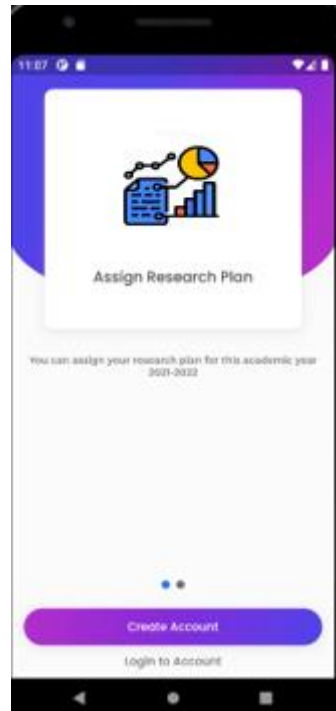 11:07
Assign Research Plan
You can assign your research plan for this academic year
2021-2022
Create Account
Login to Account